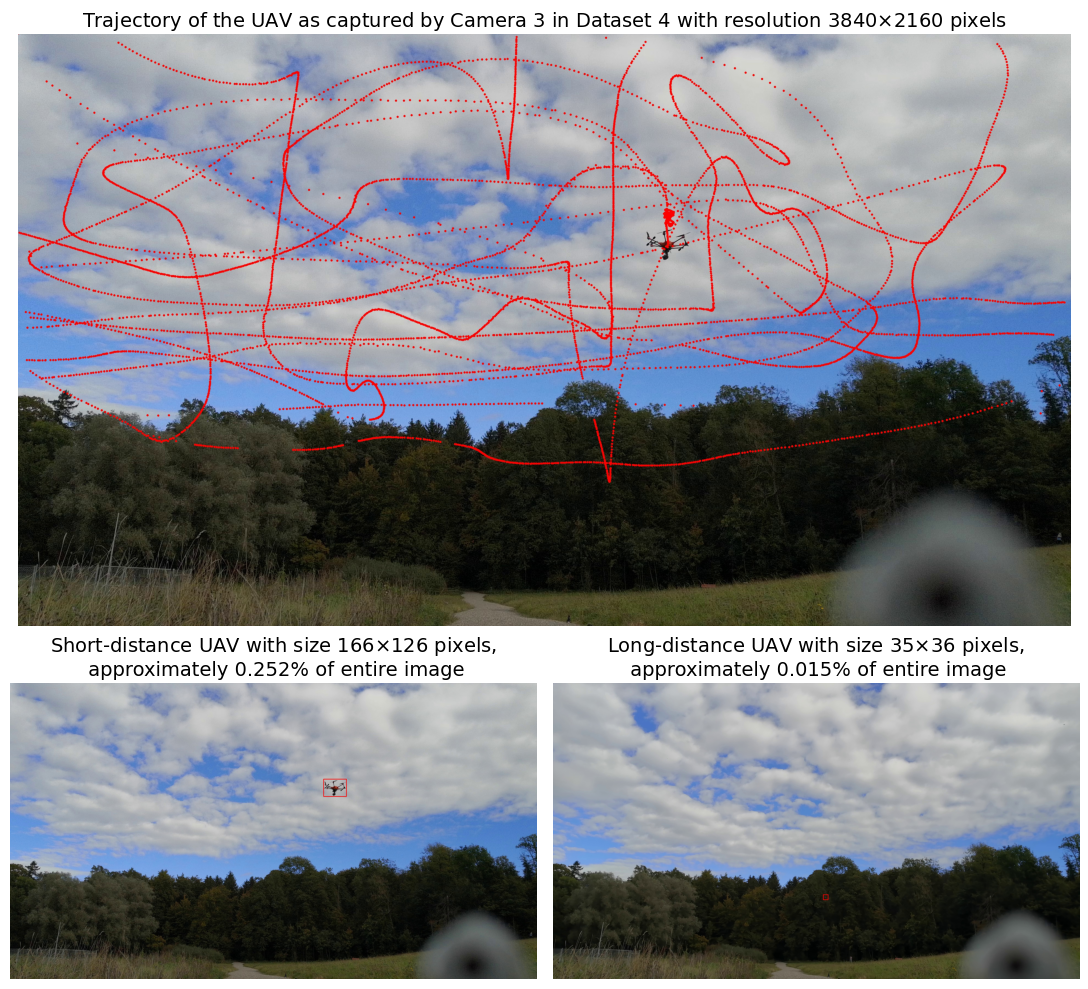 Trajectory of the UAV as captured by Camera 3 in Dataset 4 with resolution 3840×2160 pixels
Short-distance UAV with size 166×126 pixels,
approximately 0.252% of entire image
Long-distance UAV with size 35×36 pixels,
approximately 0.015% of entire image